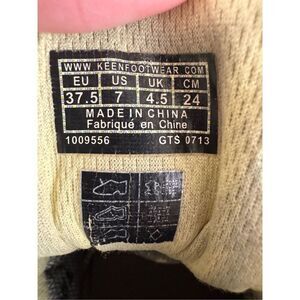 WWW.KEENFOOTWEAR.COM
EU US UK CM
37.5 7 4.5 24
MADE IN CHINA
Fabriqué en Chine
1009556 GTS 0713